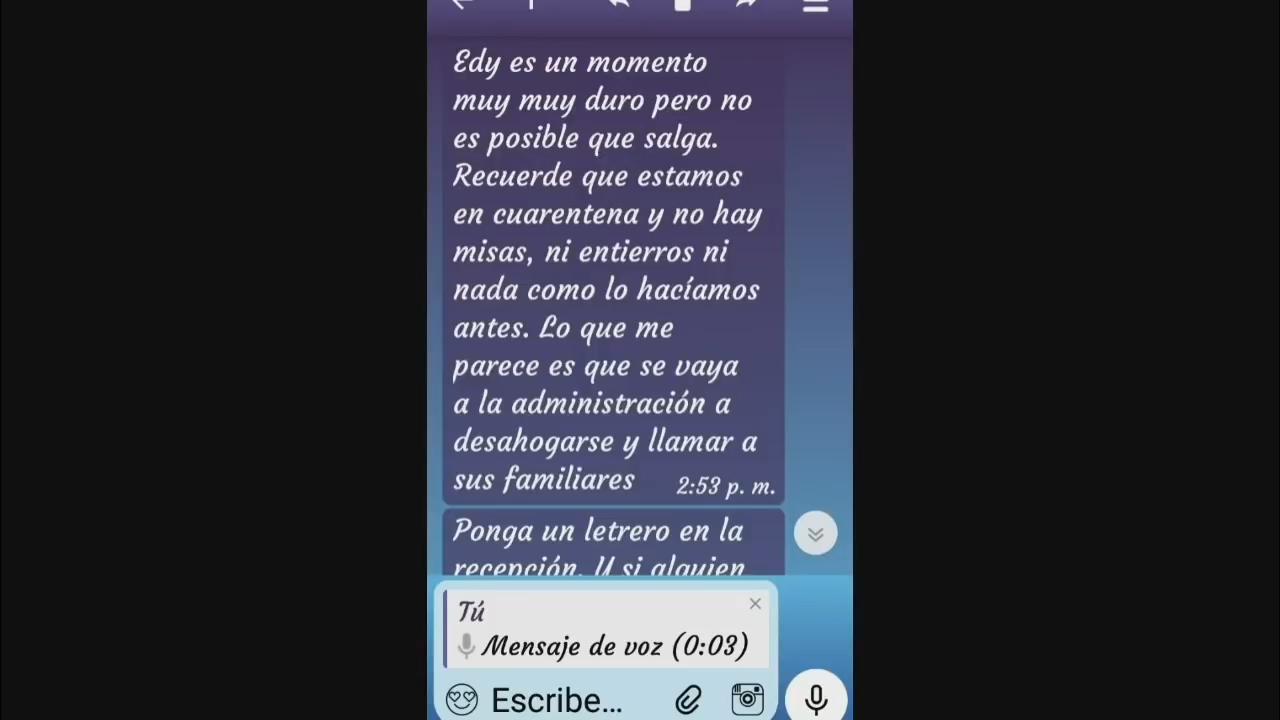 Edy es un momento
muy muy duro pero no
es posible que salga.
Recuerde que estamos
en cuarentena y no hay
misas, ni entierros ni
nada como lo hacíamos
antes. Lo que me
parece es que se vaya
a la administración a
desahogarse y llamar a
sus familiares 2:53 p. m.
Ponga un letrero en la
recepción. Y si alguien
Tú
Mensaje de voz (0:03)
Escribe...